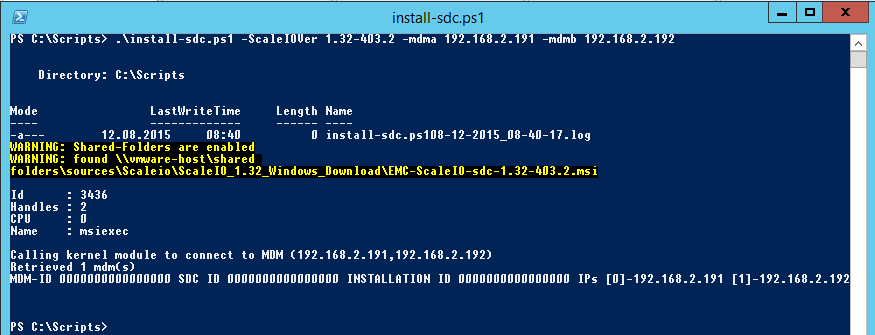 install-sdc.ps1
PS C:\Scripts> .\install-sdc.ps1 -ScaleIOVer 1.32-403.2 -mdma 192.168.2.191 -mdmb 192.168.2.192
Directory: C:\Scripts
Mode LastWriteTime Length Name
---- ------------- ------ ----
-a--- 12.08.2015 08:40 0 install-sdc.ps108-12-2015_08-40-17.log
WARNING: Shared-Folders are enabled
WARNING: found \\vmware-host\shared
folders\sources\Scaleio\ScaleIO_1.32_Windows_Download\EMC-ScaleIO-sdc-1.32-403.2.msi
Id : 3436
Handles : 2
CPU : 0
Name : msiexec
Calling kernel module to connect to MDM (192.168.2.191,192.168.2.192)
Retrieved 1 mdm(s)
MDM-ID 0000000000000000 SDC ID 0000000000000000 INSTALLATION ID 0000000000000000 IPs [0]-192.168.2.191 [1]-192.168.2.192
PS C:\Scripts>